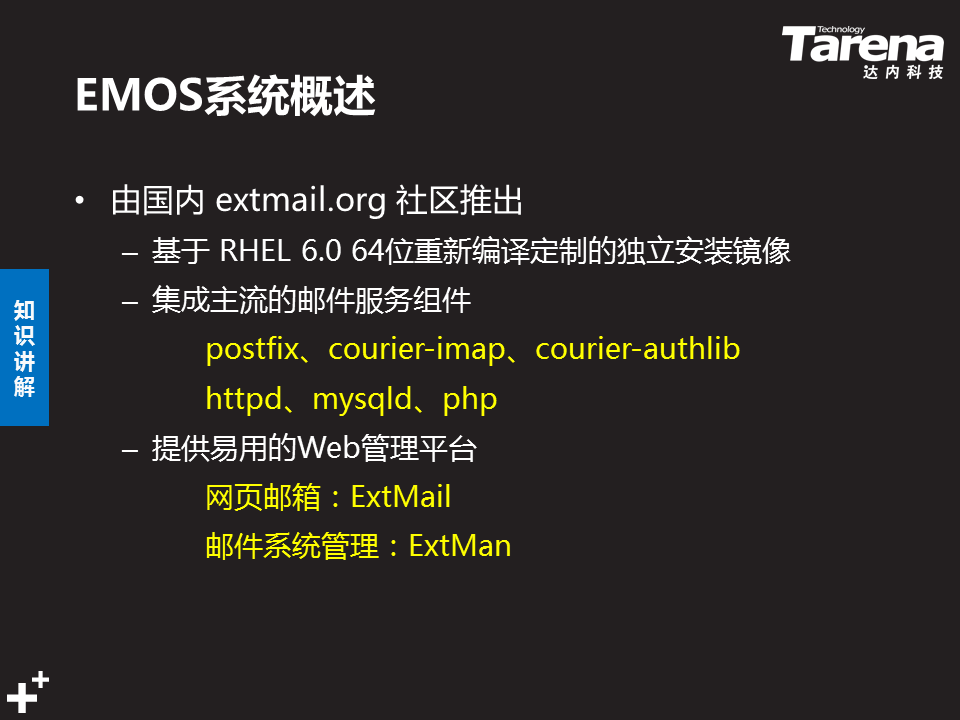 Technology
Tarena
达内科技
EMOS系统概述
• 由国内 extmail.org 社区推出
– 基于 RHEL 6.0 64位重新编译定制的独立安装镜像
– 集成主流的邮件服务组件
postfix、courier-imap、courier-authlib
httpd、mysqld、php
– 提供易用的Web管理平台
网页邮箱：ExtMail
邮件系统管理：ExtMan
知识讲解